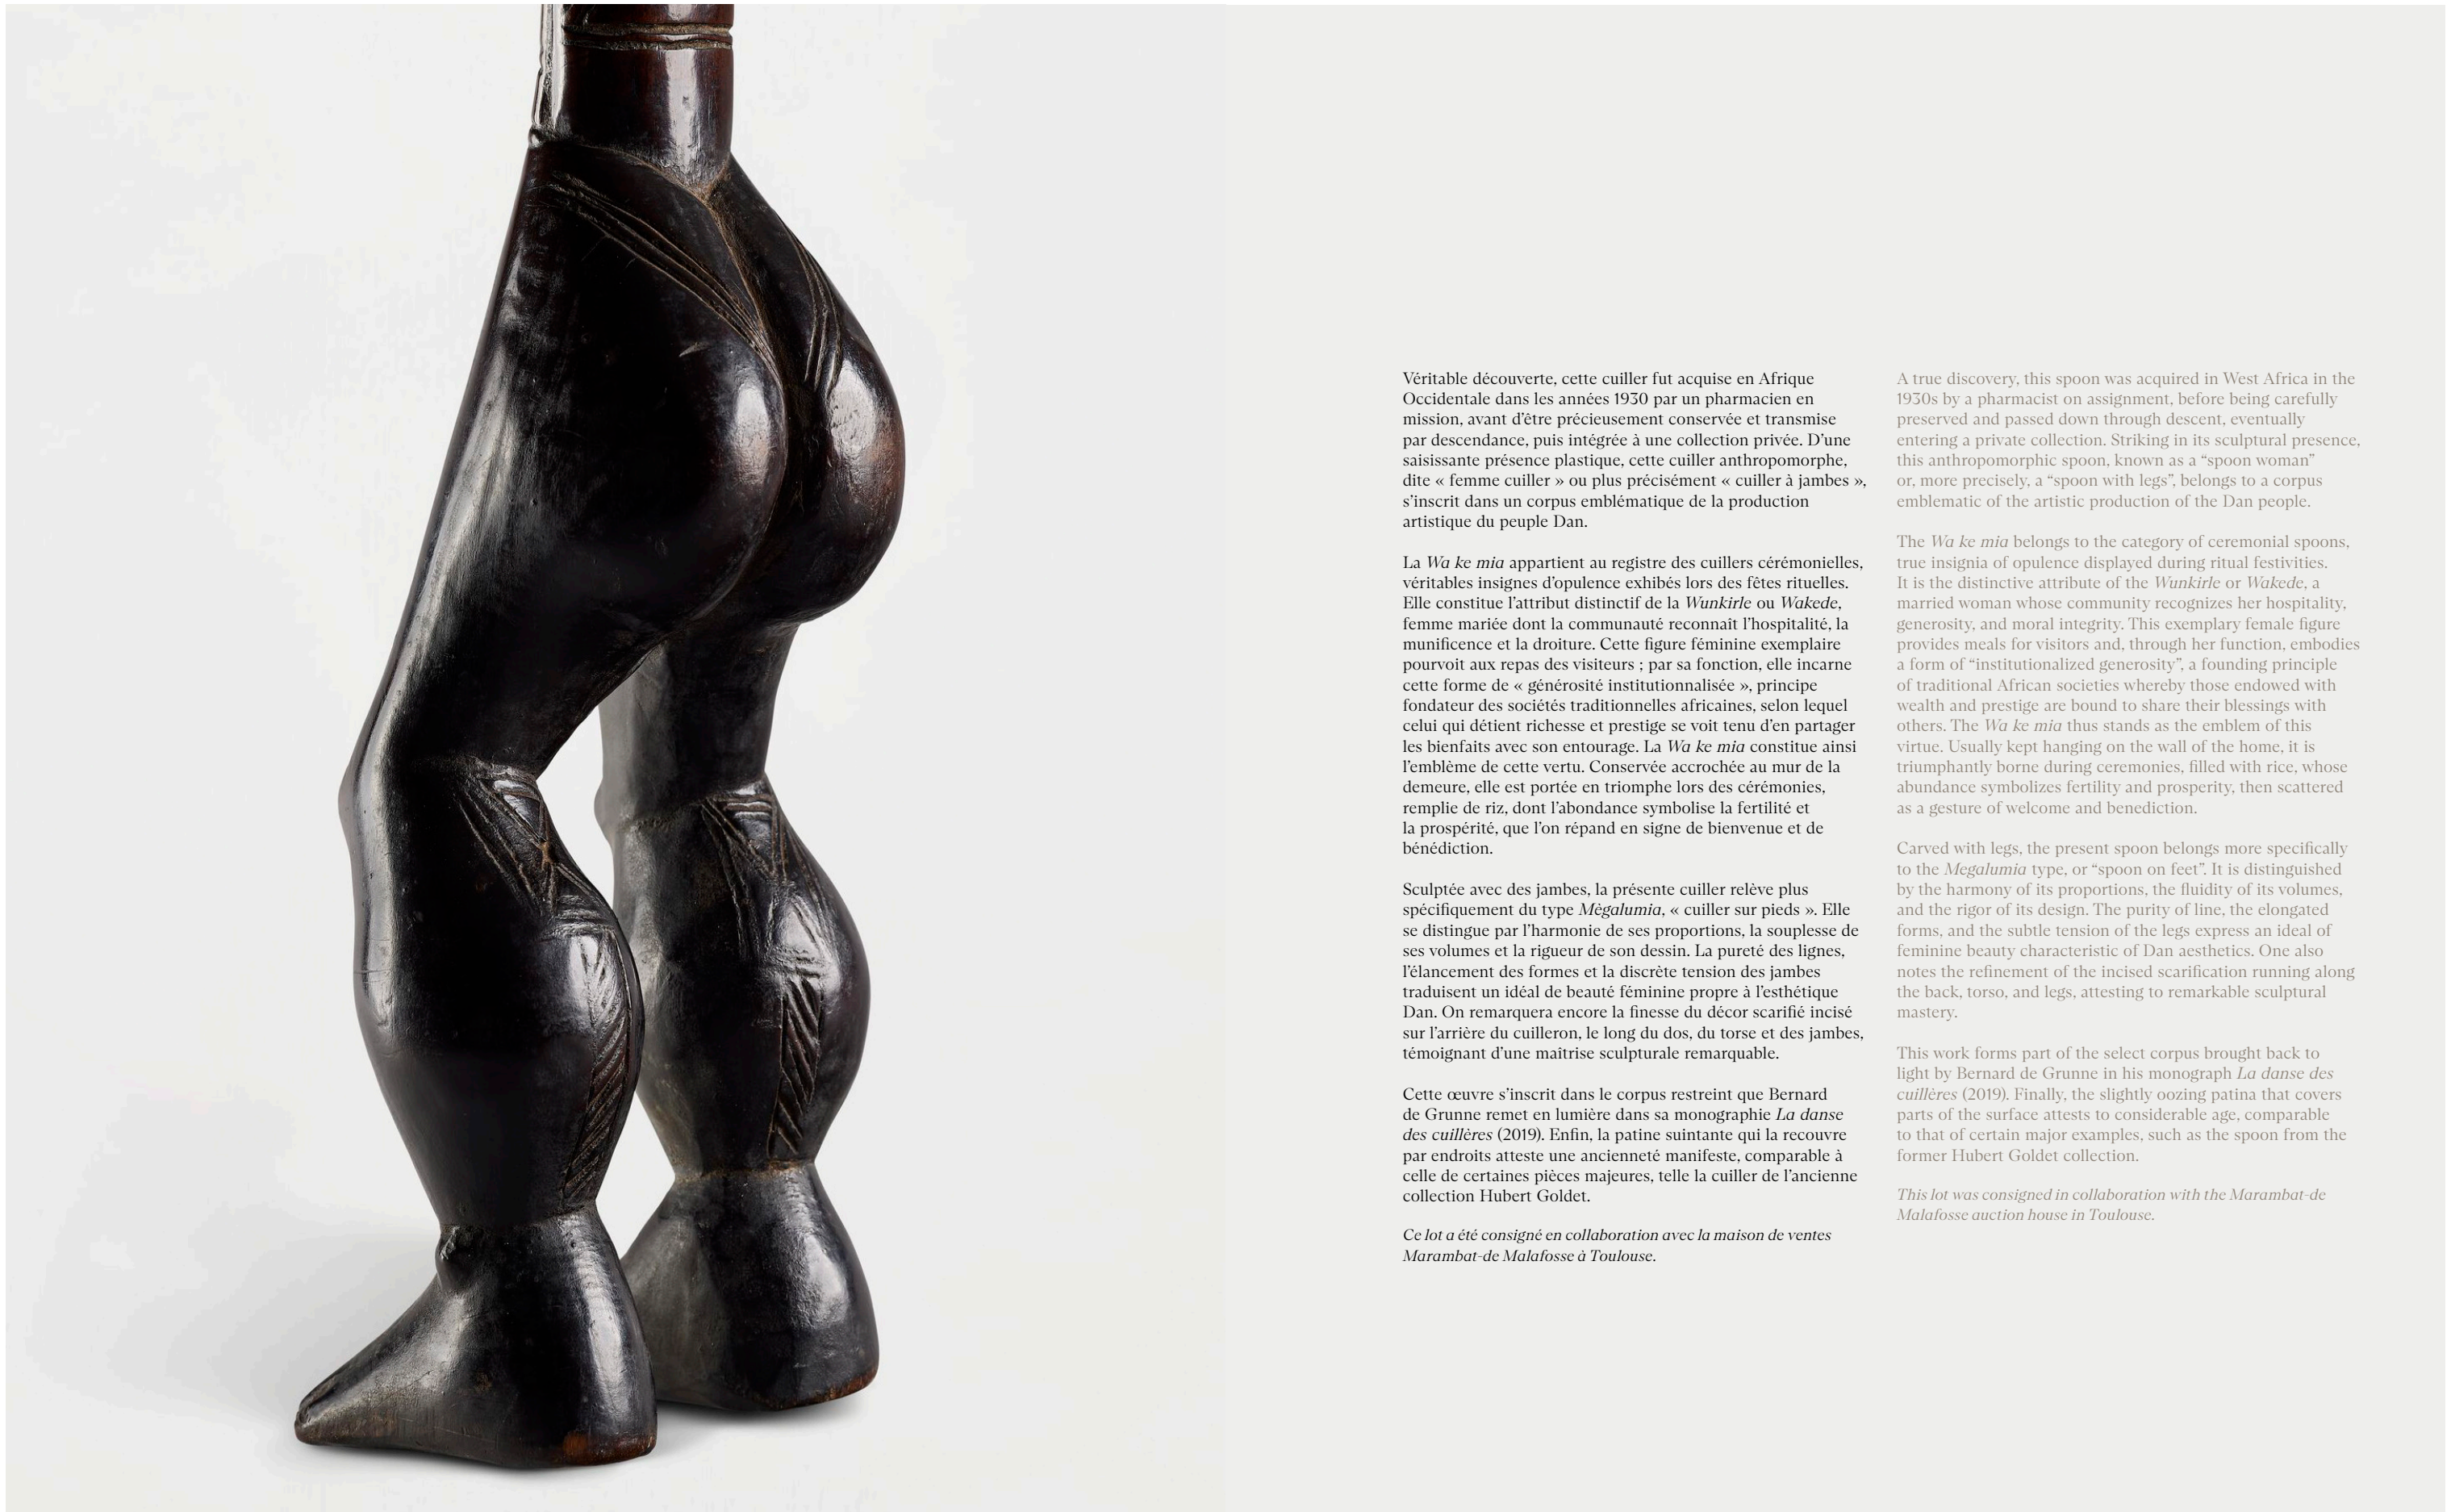 Véritable découverte, cette cuiller fut acquise en Afrique
Occidentale dans les années 1930 par un pharmacien en
mission, avant d’être précieusement conservée et transmise
par descendance, puis intégrée à une collection privée. D’une
saisissante présence plastique, cette cuiller anthropomorphe,
dite « femme cuiller » ou plus précisément « cuiller à jambes »,
s’inscrit dans un corpus emblématique de la production
artistique du peuple Dan.
La Wa ke mia appartient au registre des cuillers cérémonielles,
véritables insignes d’opulence exhibés lors des fêtes rituelles.
Elle constitue l’attribut distinctif de la Wunkirle ou Wakede,
femme mariée dont la communauté reconnaît l’hospitalité, la
munificence et la droiture. Cette figure féminine exemplaire
pourvoit aux repas des visiteurs ; par sa fonction, elle incarne
cette forme de « générosité institutionnalisée », principe
fondateur des sociétés traditionnelles africaines, selon lequel
celui qui détient richesse et prestige se voit tenu d’en partager
les bienfaits avec son entourage. La Wa ke mia constitue ainsi
l’emblème de cette vertu. Conservée accrochée au mur de la
demeure, elle est portée en triomphe lors des cérémonies,
remplie de riz, dont l’abondance symbolise la fertilité et
la prospérité, que l’on répand en signe de bienvenue et de
bénédiction.
Sculptée avec des jambes, la présente cuiller relève plus
spécifiquement du type Mègalumia, « cuiller sur pieds ». Elle
se distingue par l’harmonie de ses proportions, la souplesse de
ses volumes et la rigueur de son dessin. La pureté des lignes,
l’élancement des formes et la discrète tension des jambes
traduisent un idéal de beauté féminine propre à l’esthétique
Dan. On remarquera encore la finesse du décor scarifié incisé
sur l’arrière du cuilleron, le long du dos, du torse et des jambes,
témoignant d’une maîtrise sculpturale remarquable.
Cette œuvre s’inscrit dans le corpus restreint que Bernard
de Grunne remet en lumière dans sa monographie La danse
des cuillères (2019). Enfin, la patine suintante qui la recouvre
par endroits atteste une ancienneté manifeste, comparable à
celle de certaines pièces majeures, telle la cuiller de l’ancienne
collection Hubert Goldet.
Ce lot a été consigné en collaboration avec la maison de ventes
Marambat-de Malafosse à Toulouse.
A true discovery, this spoon was acquired in West Africa in the
1930s by a pharmacist on assignment, before being carefully
preserved and passed down through descent, eventually
entering a private collection. Striking in its sculptural presence,
this anthropomorphic spoon, known as a “spoon woman”
or, more precisely, a “spoon with legs”, belongs to a corpus
emblematic of the artistic production of the Dan people.
The Wa ke mia belongs to the category of ceremonial spoons,
true insignia of opulence displayed during ritual festivities.
It is the distinctive attribute of the Wunkirle or Wakede, a
married woman whose community recognizes her hospitality,
generosity, and moral integrity. This exemplary female figure
provides meals for visitors and, through her function, embodies
a form of “institutionalized generosity”, a founding principle
of traditional African societies whereby those endowed with
wealth and prestige are bound to share their blessings with
others. The Wa ke mia thus stands as the emblem of this
virtue. Usually kept hanging on the wall of the home, it is
triumphantly borne during ceremonies, filled with rice, whose
abundance symbolizes fertility and prosperity, then scattered
as a gesture of welcome and benediction.
Carved with legs, the present spoon belongs more specifically
to the Megalumia type, or “spoon on feet”. It is distinguished
by the harmony of its proportions, the fluidity of its volumes,
and the rigor of its design. The purity of line, the elongated
forms, and the subtle tension of the legs express an ideal of
feminine beauty characteristic of Dan aesthetics. One also
notes the refinement of the incised scarification running along
the back, torso, and legs, attesting to remarkable sculptural
mastery.
This work forms part of the select corpus brought back to
light by Bernard de Grunne in his monograph La danse des
cuillères (2019). Finally, the slightly oozing patina that covers
parts of the surface attests to considerable age, comparable
to that of certain major examples, such as the spoon from the
former Hubert Goldet collection.
This lot was consigned in collaboration with the Marambat-de
Malafosse auction house in Toulouse.